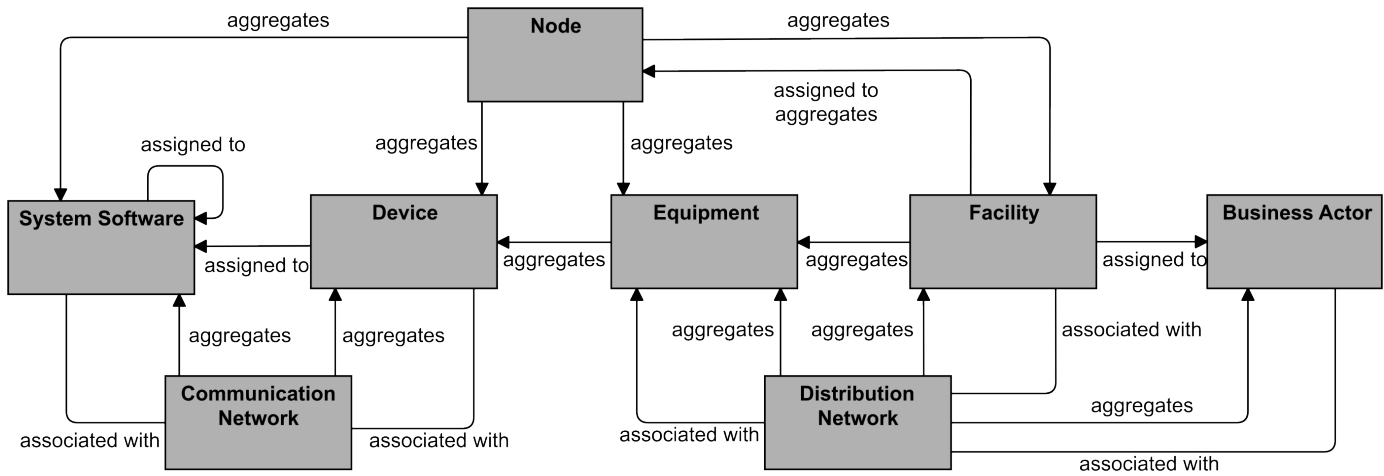 aggregates
Node
aggregates
assigned to
aggregates
assigned to
aggregates
aggregates
System Software
Device
Equipment
Facility
Business Actor
assigned to
aggregates
aggregates
assigned to
aggregates
aggregates
aggregates
aggregates
associated with
Communication
Network
Distribution
Network
aggregates
associated with
associated with
associated with
associated with